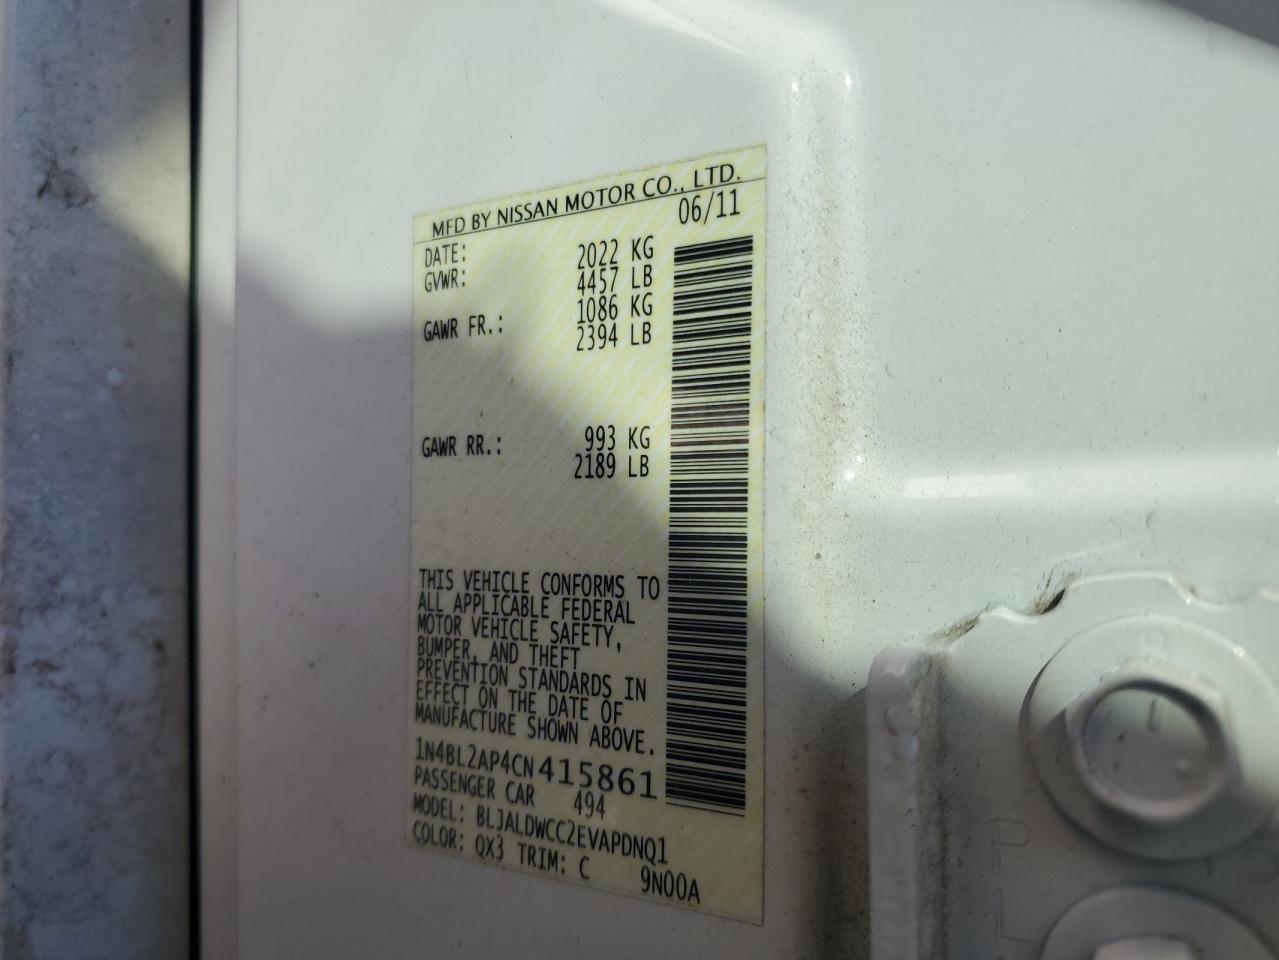 MFD BY NISSAN MOTOR CO., LTD.
DATE: 06/11
GVWR: 2022 KG
4457 LB
GAWR FR.: 1086 KG
2394 LB
GAWR RR.: 993 KG
2189 LB
THIS VEHICLE CONFORMS TO
ALL APPLICABLE FEDERAL
MOTOR VEHICLE SAFETY,
BUMPER, AND THEFT
PREVENTION STANDARDS IN
EFFECT ON THE DATE OF
MANUFACTURE SHOWN ABOVE.
1N4BL2AP4CN415861
PASSENGER CAR 494
MODEL: BLJALDWCC2EVAPDNQ1
COLOR: QX3 TRIM: C 9N00A